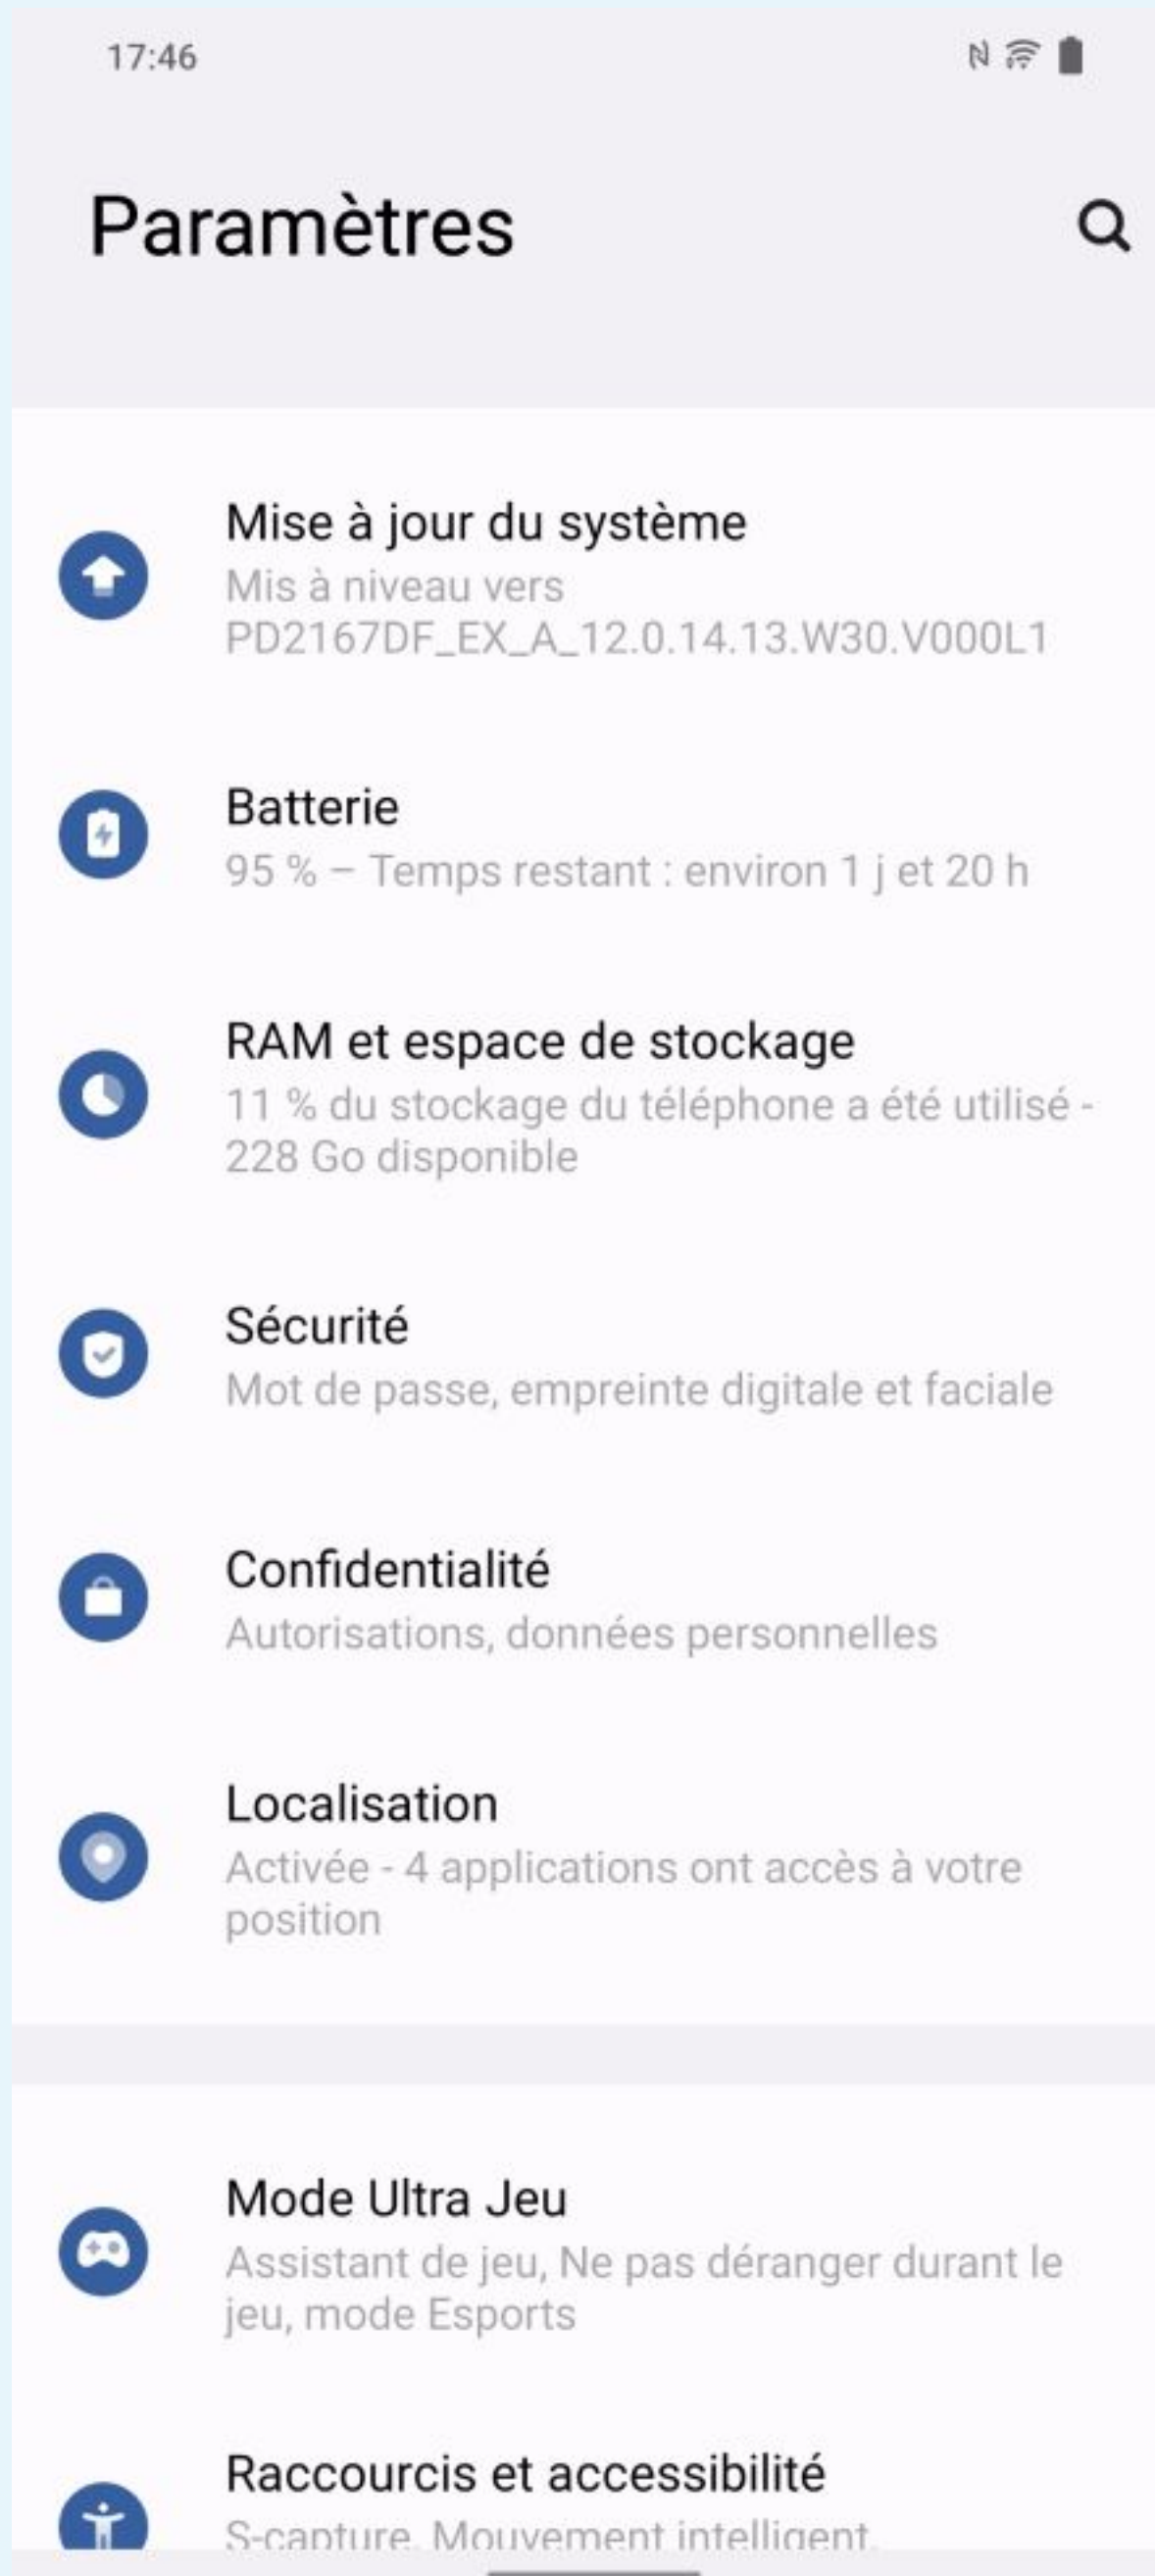 17:46
Paramètres
Mise à jour du système
Mis à niveau vers
PD2167DF_EX_A_12.0.14.13.W30.V000L1
Batterie
95 % – Temps restant : environ 1 j et 20 h
RAM et espace de stockage
11 % du stockage du téléphone a été utilisé -
228 Go disponible
Sécurité
Mot de passe, empreinte digitale et faciale
Confidentialité
Autorisations, données personnelles
Localisation
Activée - 4 applications ont accès à votre
position
Mode Ultra Jeu
Assistant de jeu, Ne pas déranger durant le
jeu, mode Esports
Raccourcis et accessibilité
S-capture, Mouvement intelligent,